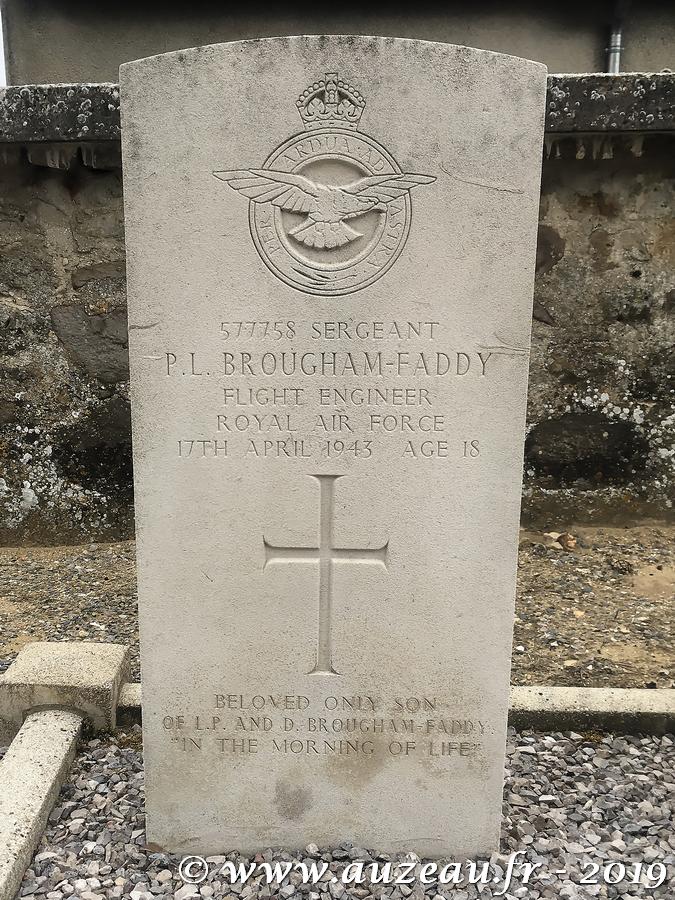 PER ARDUA AD ASTRA
577758 SERGEANT
P.L. BROUGHAM-FADDY
FLIGHT ENGINEER
ROYAL AIR FORCE
17TH APRIL 1943 AGE 18
BELOVED ONLY SON
OF L.P. AND D. BROUGHAM-FADDY.
"IN THE MORNING OF LIFE"
© www.auzeau.fr - 2019